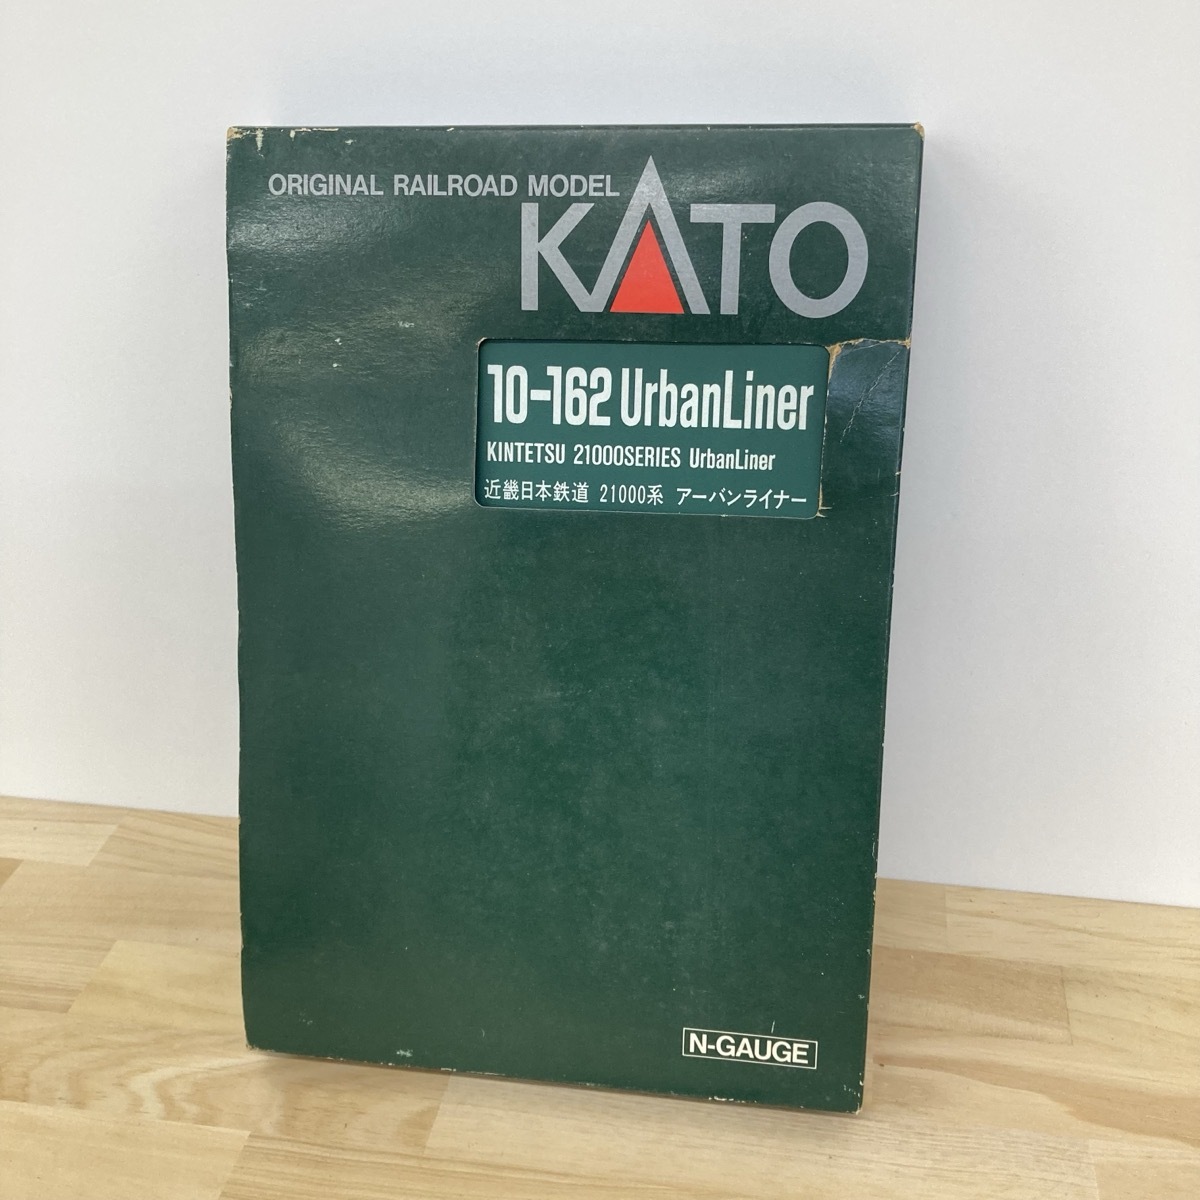 ORIGINAL RAILROAD MODEL
KATO
10-162 UrbanLiner
KINTETSU 21000SERIES UrbanLiner
近畿日本鉄道 21000系 アーバンライナー
N-GAUGE